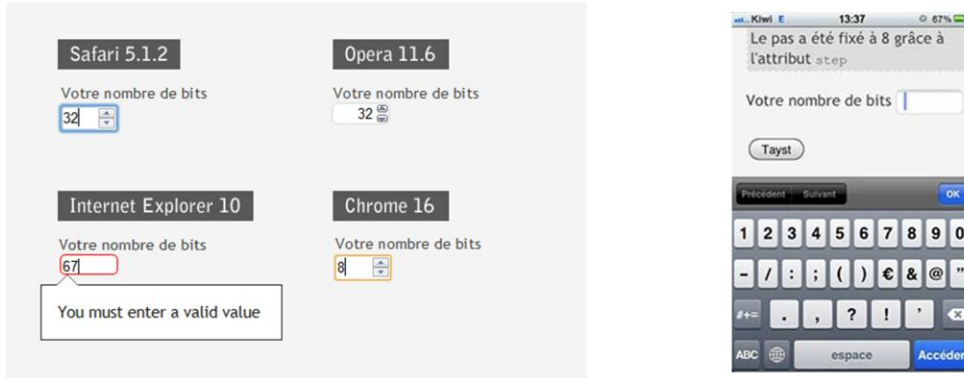 Safari 5.1.2
Votre nombre de bits
32
Opera 11.6
Votre nombre de bits
32
Internet Explorer 10
Votre nombre de bits
67
You must enter a valid value
Chrome 16
Votre nombre de bits
8
Kiwi 13:37 67%
Le pas a été fixé à 8 grâce à
l'attribut step
Votre nombre de bits
Tayst
Précédent Suivant OK
1 2 3 4 5 6 7 8 9 0
- / : ; ( ) € & @ "
#+= . , ? ! '
ABC espace Accéder